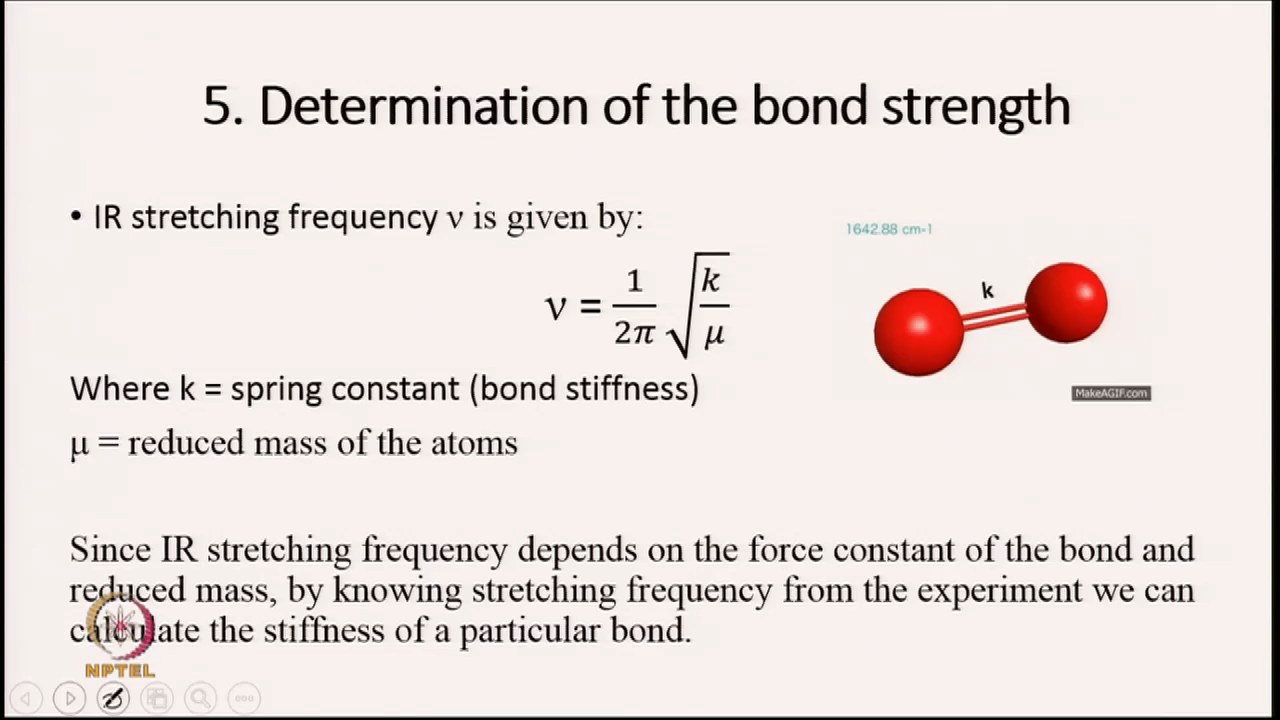 5. Determination of the bond strength
• IR stretching frequency ν is given by:
1642.88 cm-1
k
ν = 1/2π √k/μ
MakeAGIF.com
Where k = spring constant (bond stiffness)
μ = reduced mass of the atoms
Since IR stretching frequency depends on the force constant of the bond and
reduced mass, by knowing stretching frequency from the experiment we can
calculate the stiffness of a particular bond.
NPTEL